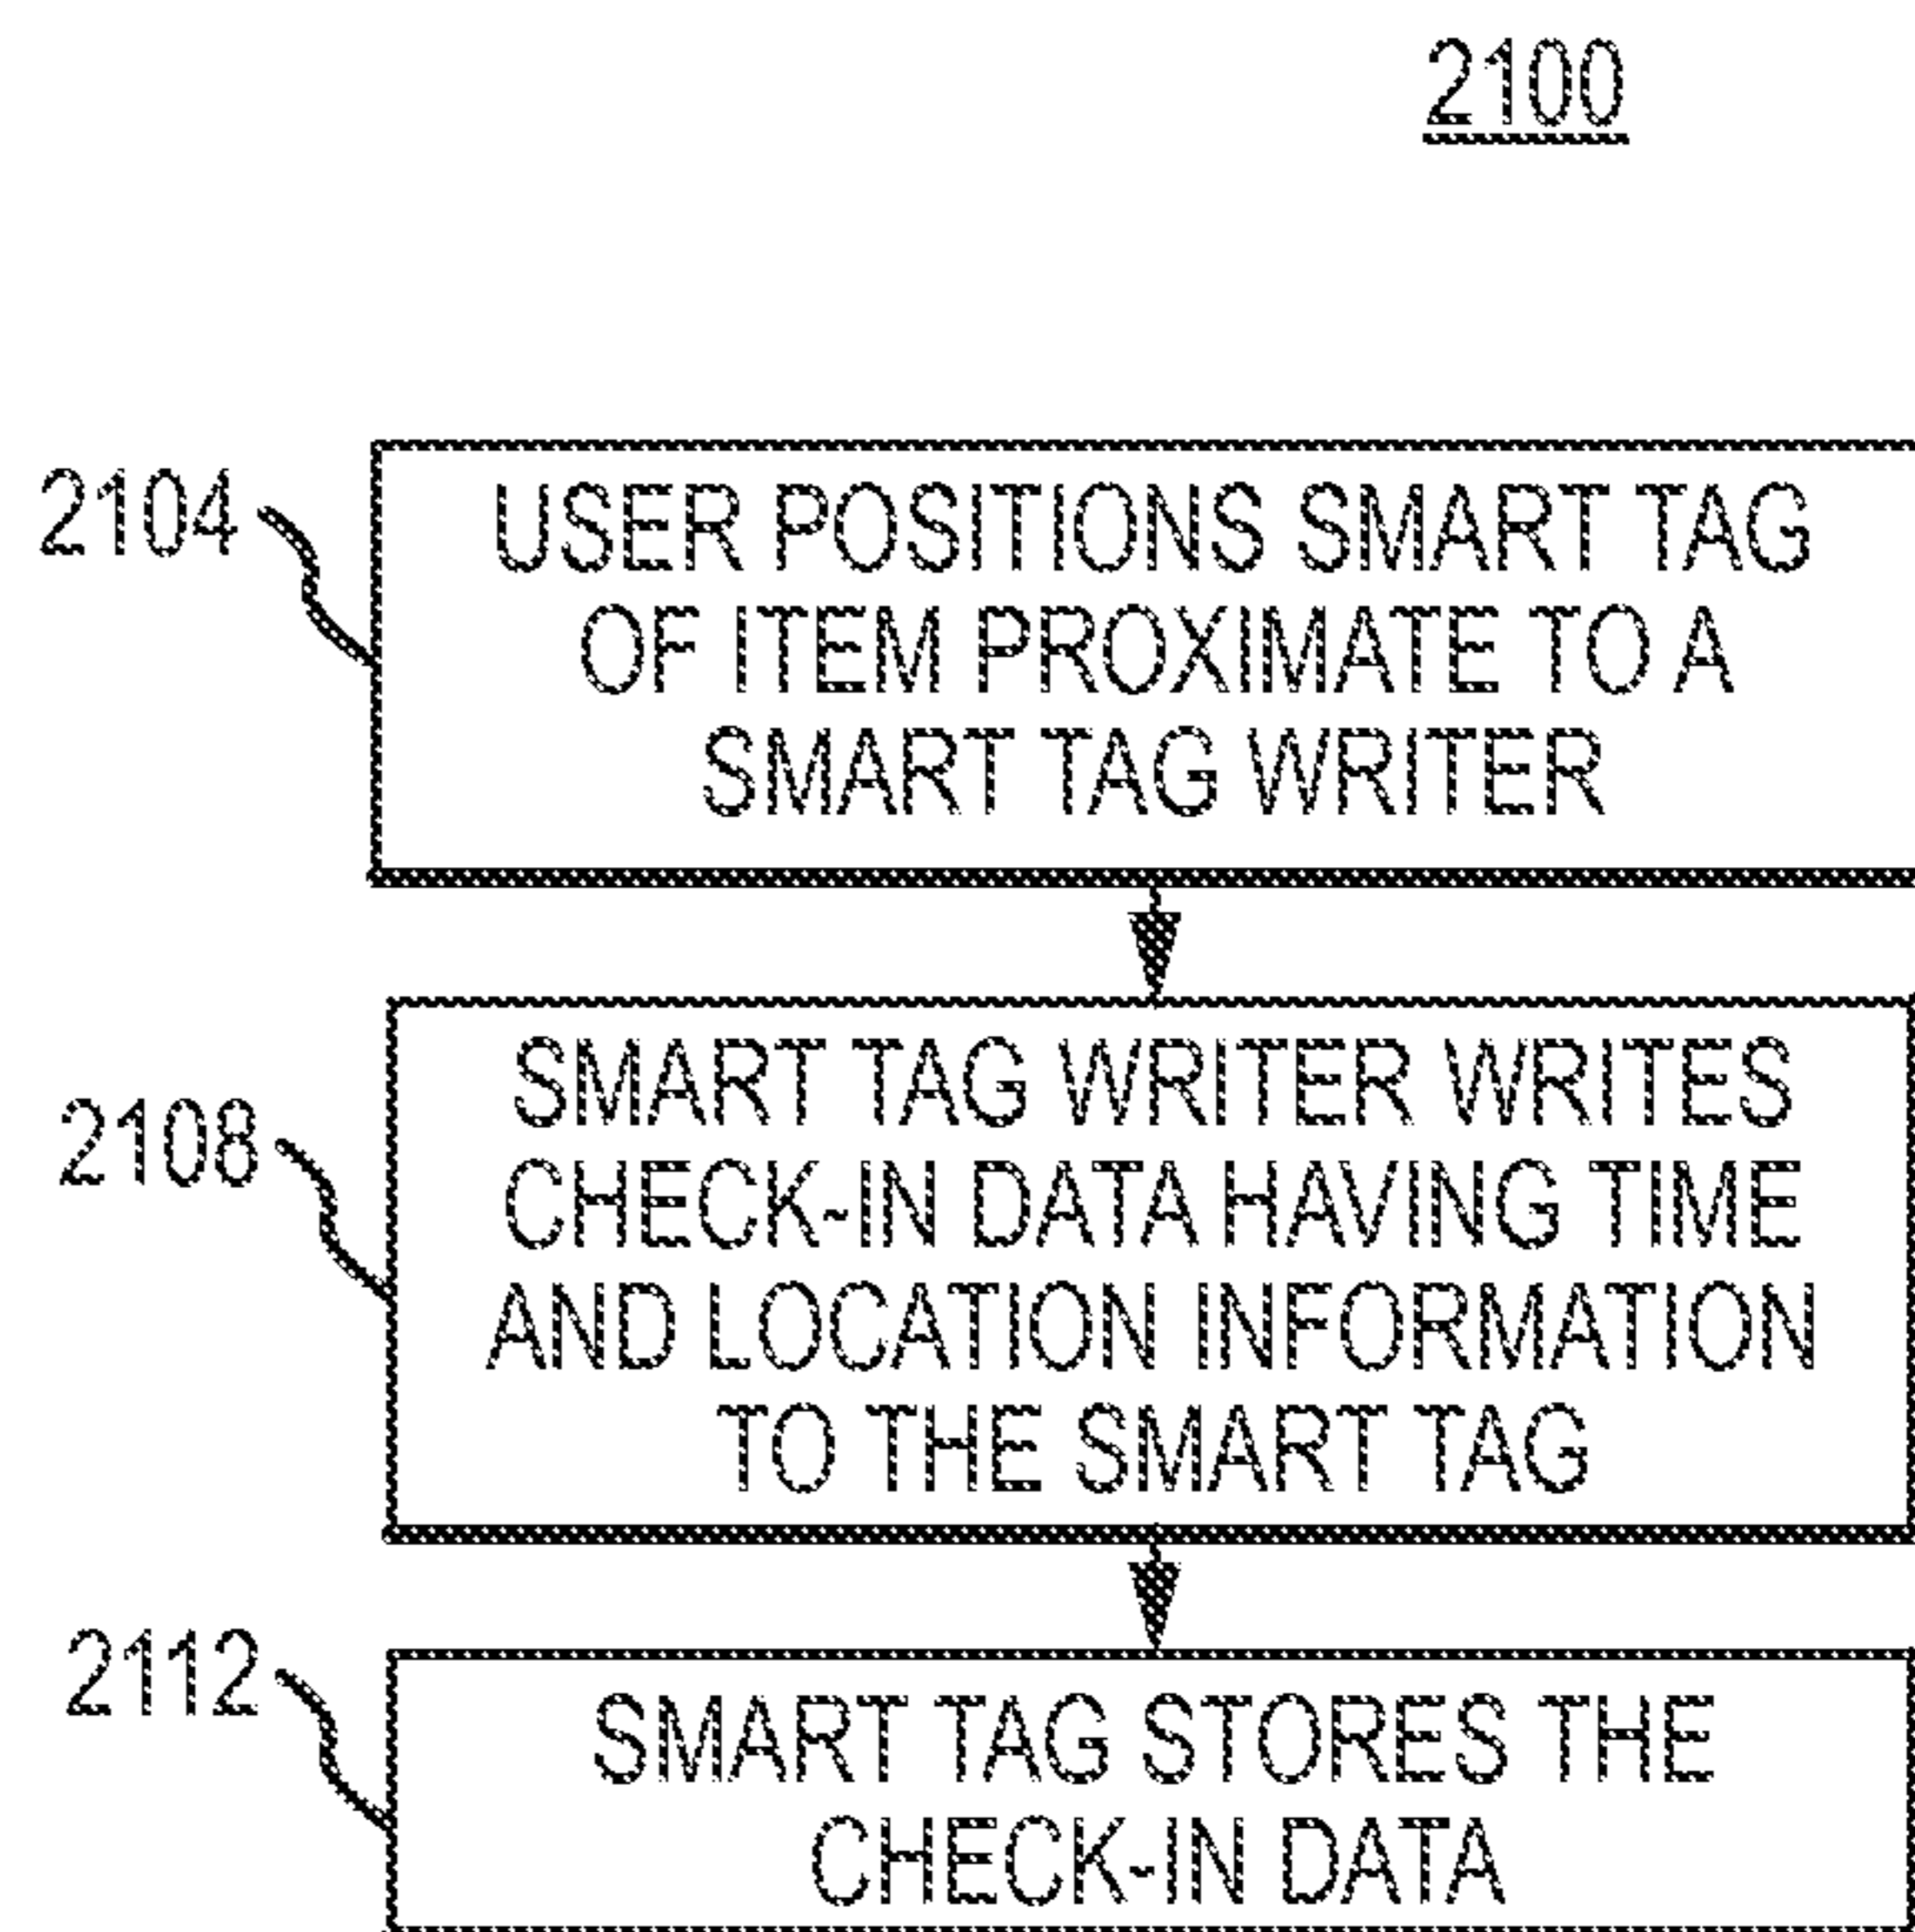 2100
2104
USER POSITIONS SMART TAG
OF ITEM PROXIMATE TO A
SMART TAG WRITER
2108
SMART TAG WRITER WRITES
CHECK-IN DATA HAVING TIME
AND LOCATION INFORMATION
TO THE SMART TAG
2112
SMART TAG STORES THE
CHECK-IN DATA